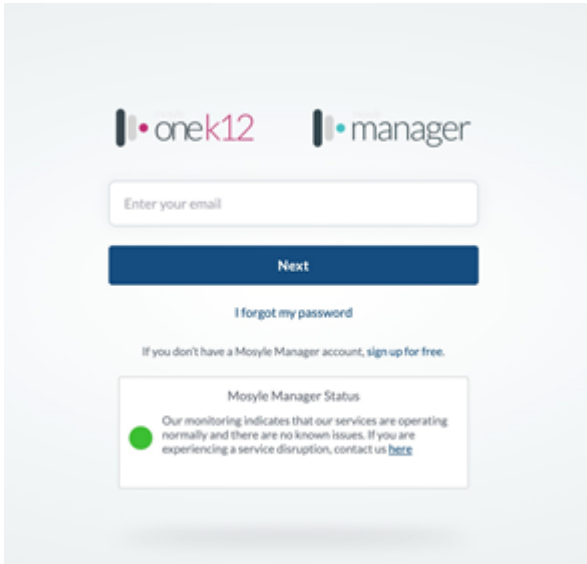 onek12 manager
Enter your email
Next
I forgot my password
If you don't have a Mosyle Manager account, sign up for free.
Mosyle Manager Status
Our monitoring indicates that our services are operating
normally and there are no known issues. If you are
experiencing a service disruption, contact us here